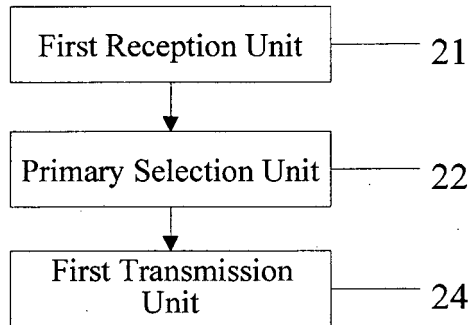 First Reception Unit
21
Primary Selection Unit
22
First Transmission
Unit
24